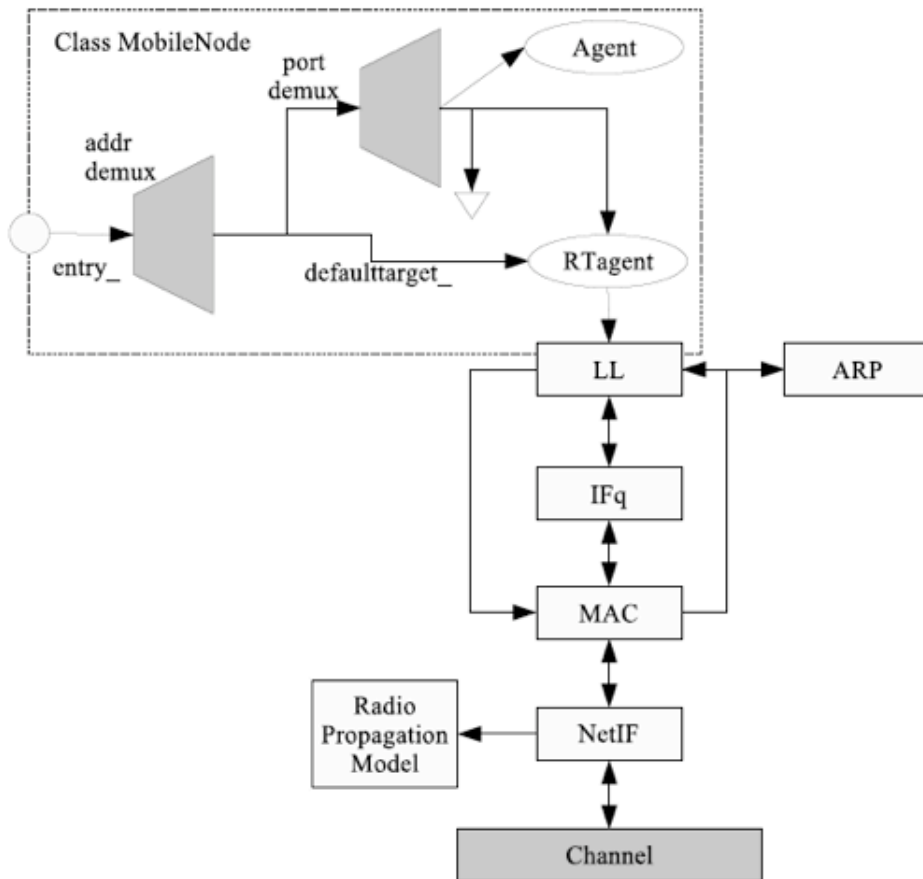 Class MobileNode
Agent
port
demux
addr
demux
entry_
defaulttarget_
RTagent
LL
ARP
IFq
MAC
Radio
Propagation
Model
NetIF
Channel